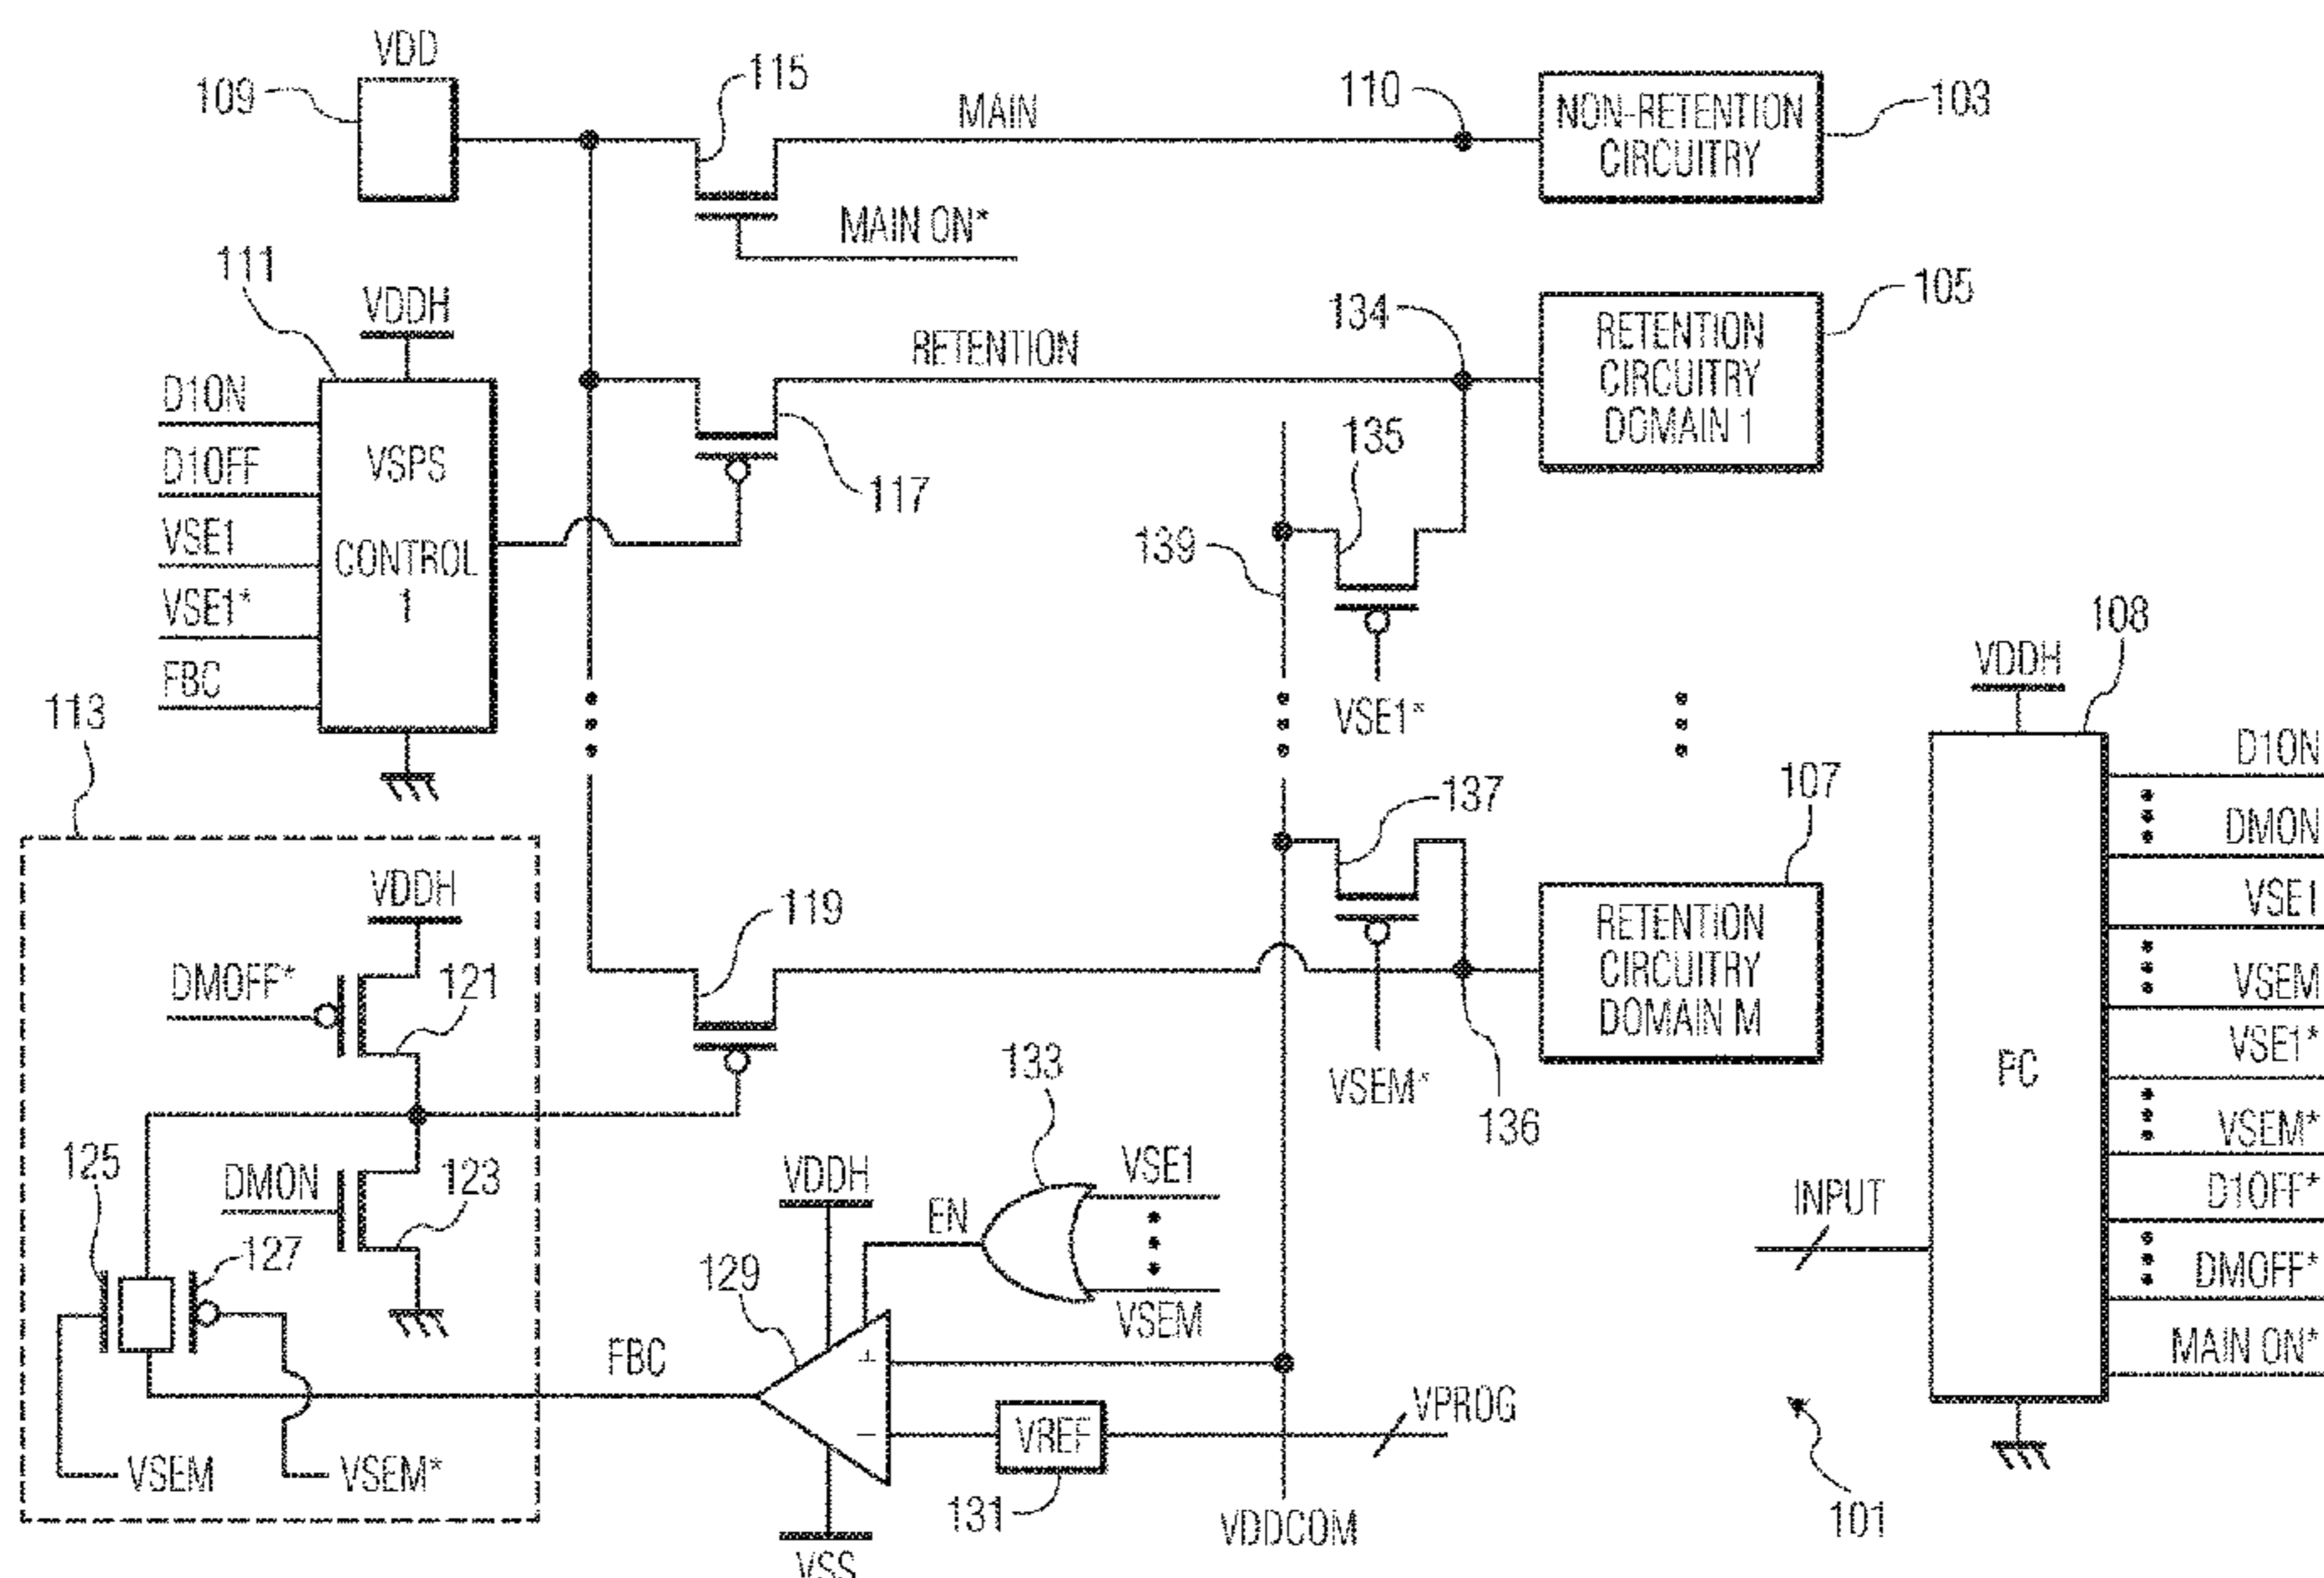 VDD
109
115
MAIN
110
NON-RETENTION
CIRCUITRY
103
MAIN ON*
111
VDDH
D1ON
D1OFF
VSE1
VSE1*
FBC
VSPS
CONTROL
1
RETENTION
117
134
RETENTION
CIRCUITRY
DOMAIN 1
105
135
139
VSE1*
113
VDDH
DMOFF*
121
DMON
123
125
127
VSEM
VSEM*
119
137
VSEM*
136
107
RETENTION
CIRCUITRY
DOMAIN M
133
VSE1
VSEM
EN
VDDH
129
FBC
+
−
VSS
VREF
131
VPROG
VDDCOM
108
VDDH
PC
INPUT
D1ON
DMON
VSE1
VSEM
VSE1*
VSEM*
D1OFF*
DMOFF*
MAIN ON*
101